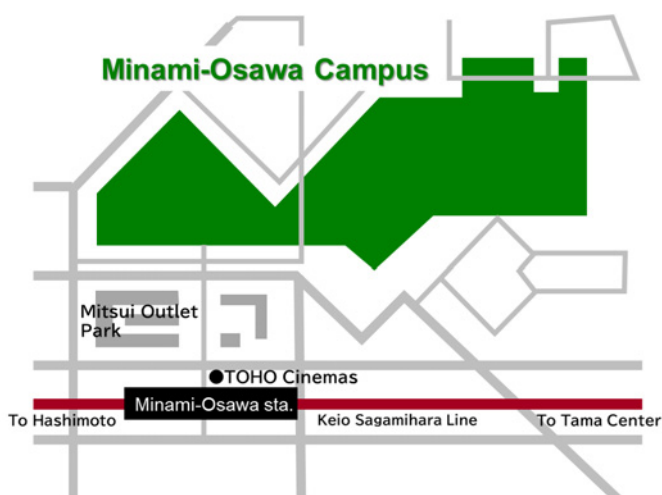 Minami-Osawa Campus
Mitsui Outlet
Park
●TOHO Cinemas
Minami-Osawa sta.
To Hashimoto
Keio Sagamihara Line
To Tama Center